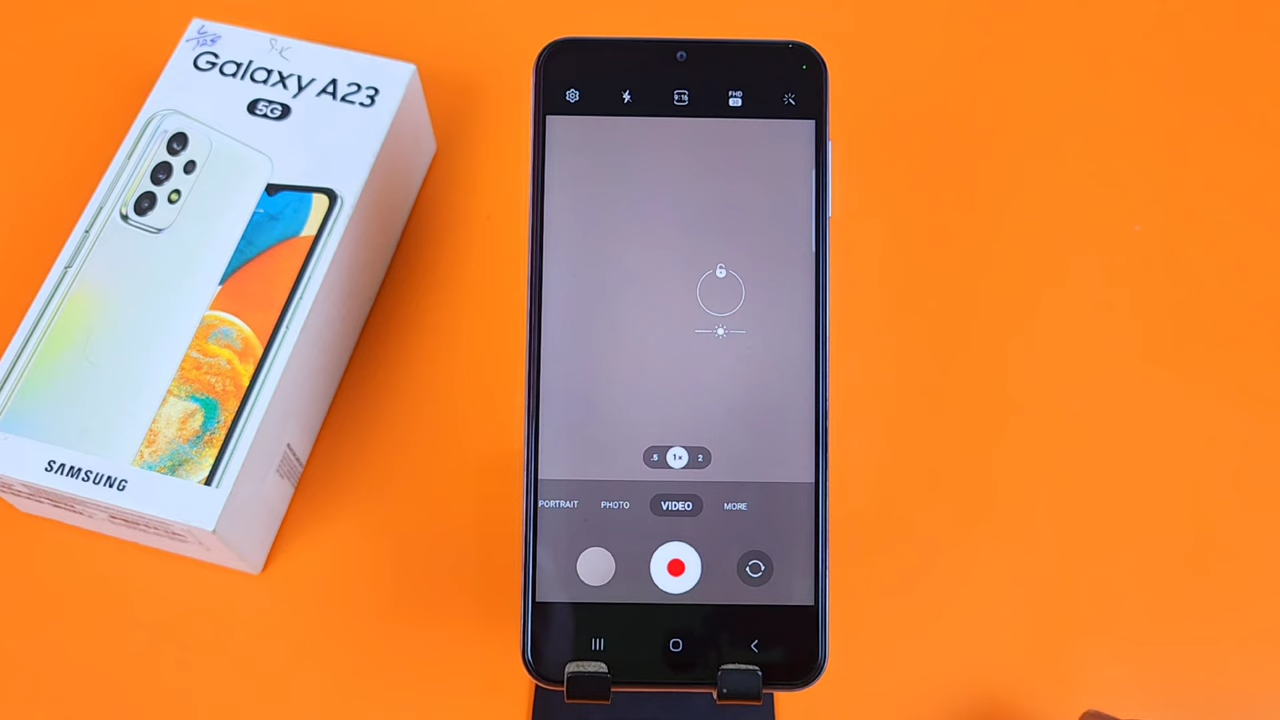 Galaxy A23
5G
SAMSUNG
9:16
FHD
30
.5 1× 2
PORTRAIT PHOTO VIDEO MORE